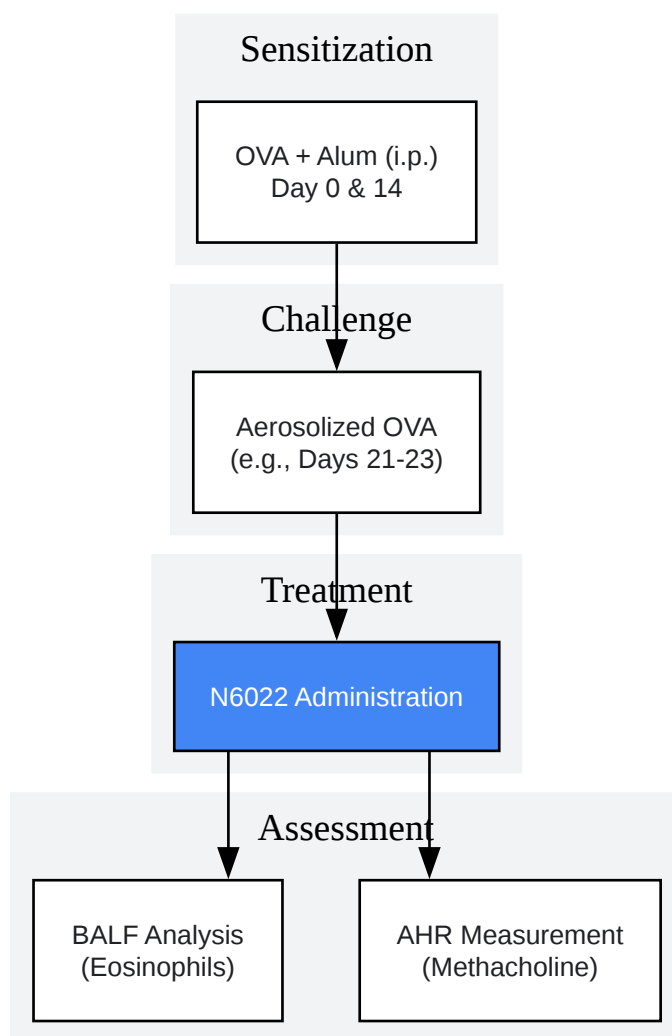 Sensitization
OVA + Alum (i.p.)
Day 0 & 14
Challenge
Aerosolized OVA
(e.g., Days 21-23)
Treatment
N6022 Administration
Assessment
BALF Analysis
(Eosinophils)
AHR Measurement
(Methacholine)